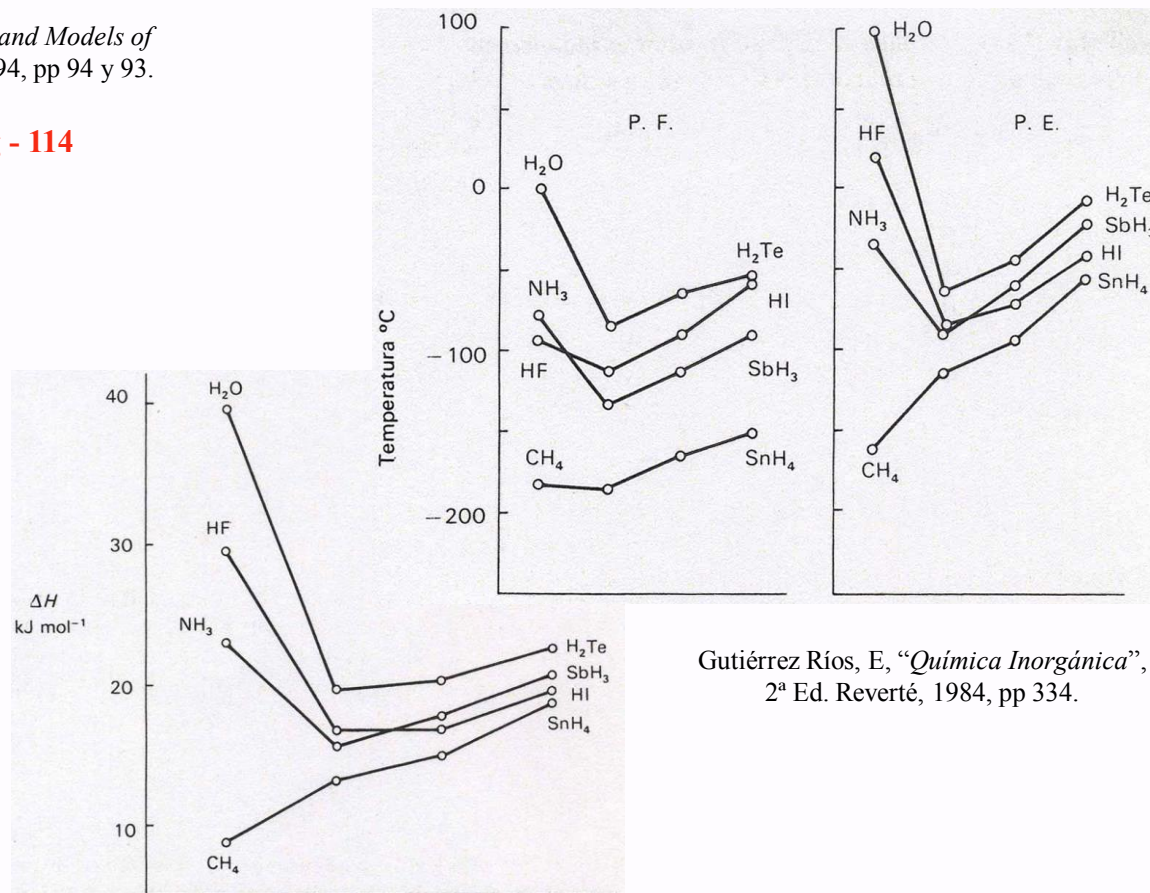 and Models of
94, pp 94 y 93.
- 114
100
0
−100
−200
Temperatura °C
P. F.
H₂O
NH₃
HF
CH₄
H₂Te
HI
SbH₃
SnH₄
P. E.
H₂O
HF
NH₃
CH₄
H₂Te
SbH₃
HI
SnH₄
40
30
20
10
ΔH
kJ mol⁻¹
H₂O
HF
NH₃
CH₄
H₂Te
SbH₃
HI
SnH₄
Gutiérrez Ríos, E, “Química Inorgánica”,
2ª Ed. Reverté, 1984, pp 334.